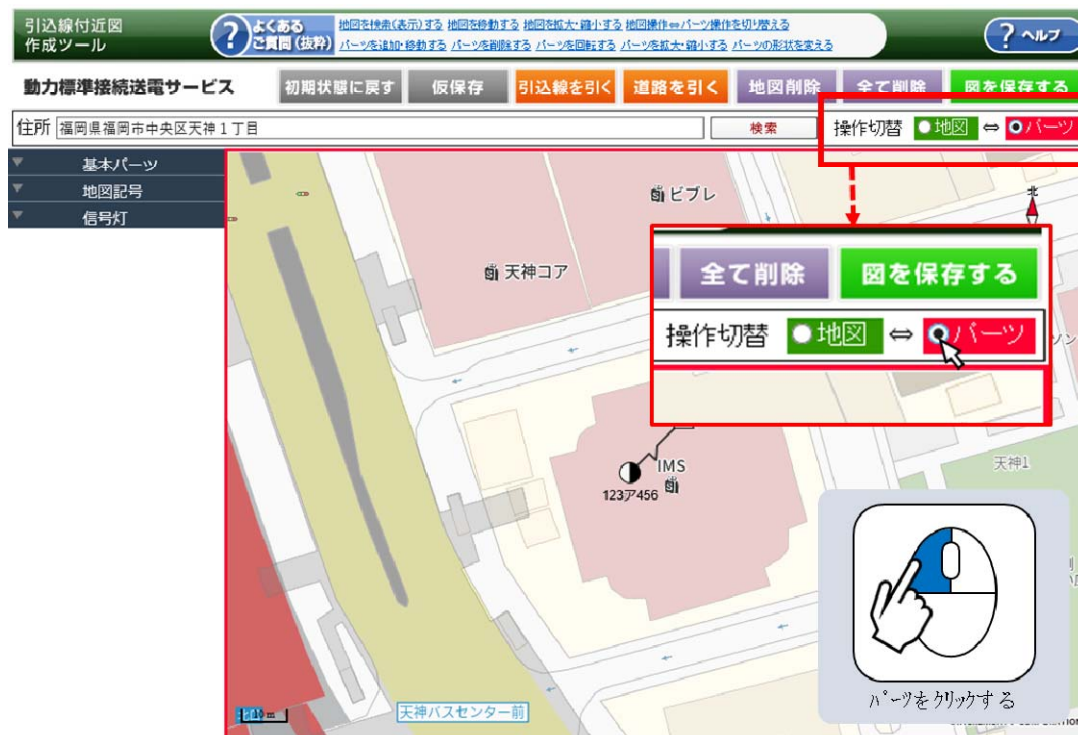 引込線付近図
作成ツール
? よくある
ご質問(抜粋)
地図を検索(表示)する 地図を移動する 地図を拡大・縮小する 地図操作⇔パーツ操作を切り替える
パーツを追加・移動する パーツを削除する パーツを回転する パーツを拡大・縮小する パーツの形状を変える
? ヘルプ
動力標準接続送電サービス
初期状態に戻す 仮保存 引込線を引く 道路を引く 地図削除 全て削除 図を保存する
住所 福岡県福岡市中央区天神1丁目 検索 操作切替 地図 ⇔ パーツ
基本パーツ
地図記号
信号灯
ビブレ
北
天神コア
全て削除 図を保存する
操作切替 地図 ⇔ パーツ
ソン
IMS
123ア456
天神1
天神バスセンター前
パーツをクリックする